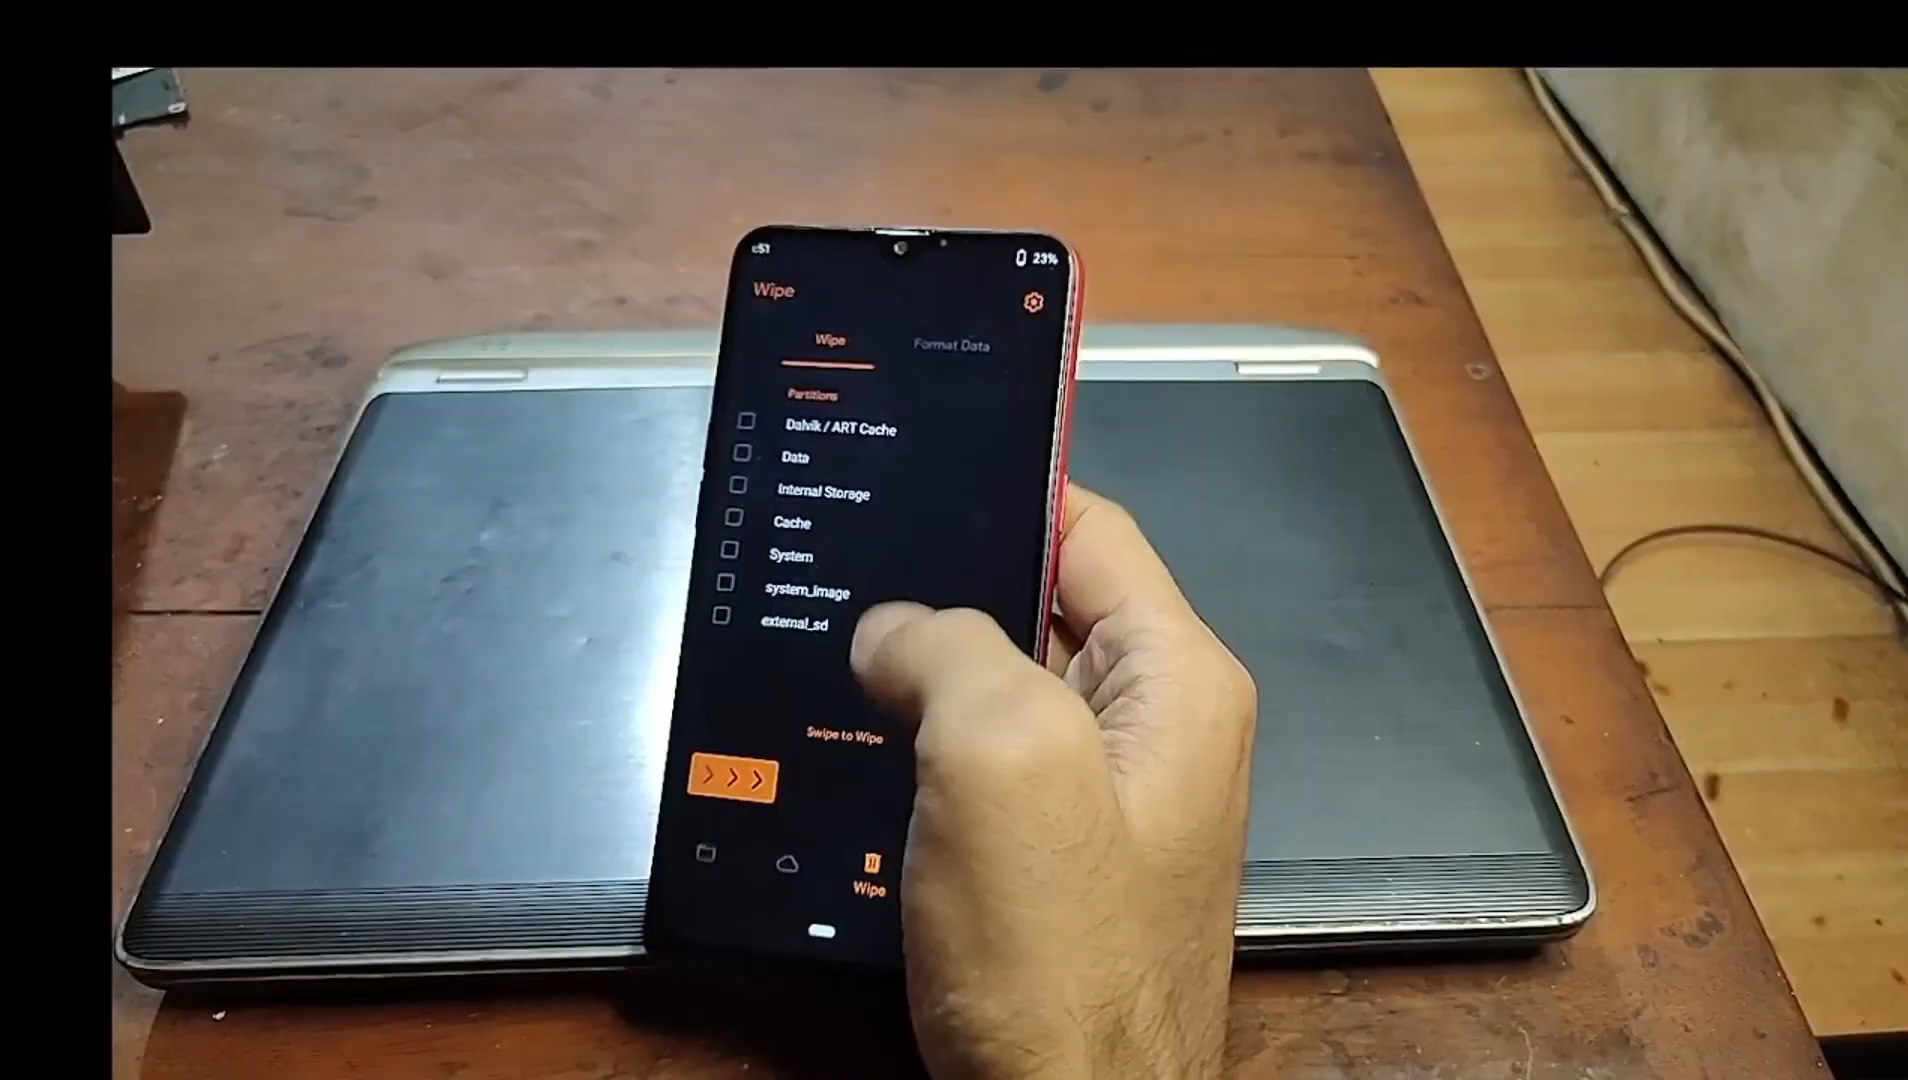 23%
Wipe
Wipe Format Data
Partitions
Dalvik / ART Cache
Data
Internal Storage
Cache
System
system_image
external_sd
Swipe to Wipe
Wipe